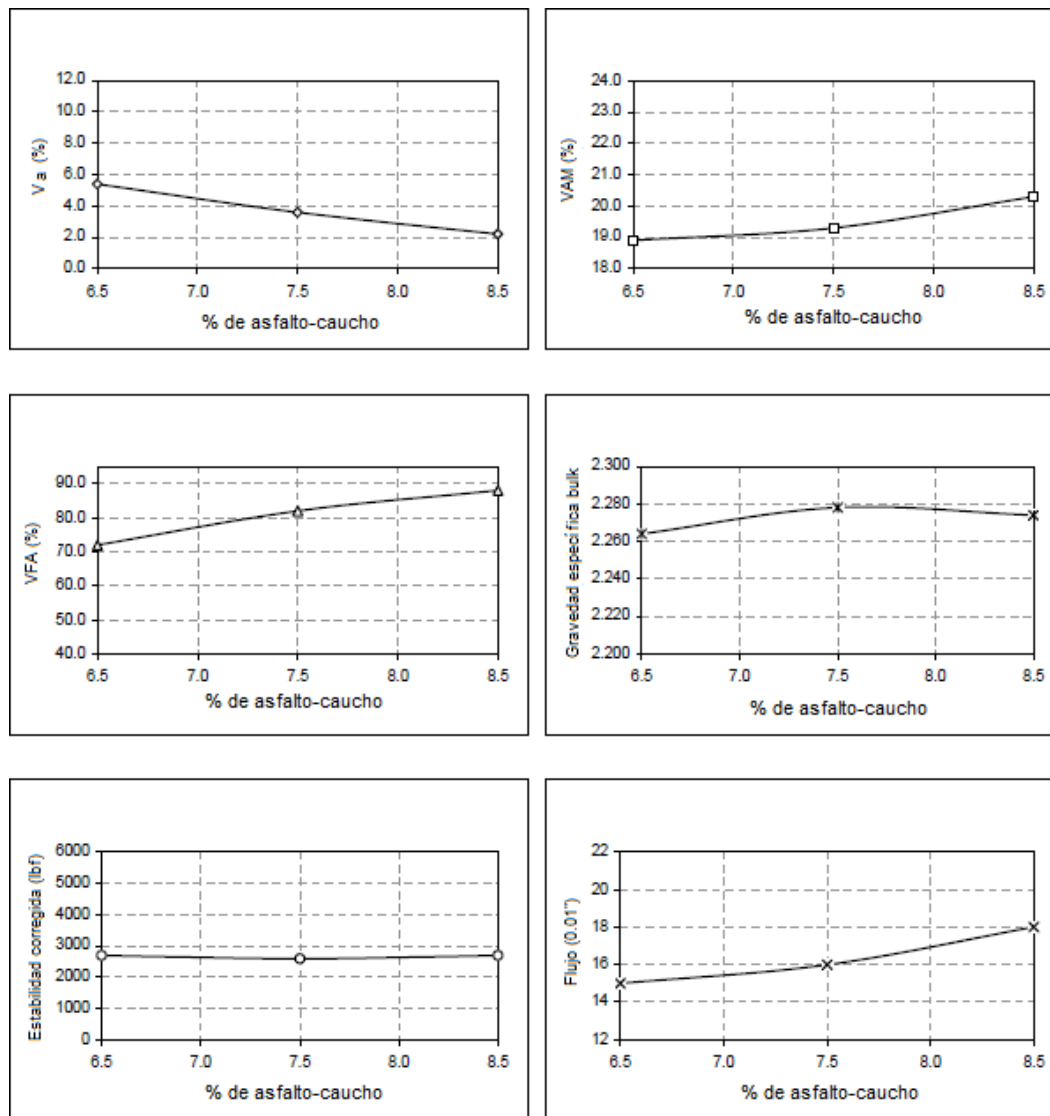 Va (%)
12.0
10.0
8.0
6.0
4.0
2.0
0.0
6.5 7.0 7.5 8.0 8.5
% de asfalto-caucho
VAM (%)
24.0
23.0
22.0
21.0
20.0
19.0
18.0
6.5 7.0 7.5 8.0 8.5
% de asfalto-caucho
VFA (%)
90.0
80.0
70.0
60.0
50.0
40.0
6.5 7.0 7.5 8.0 8.5
% de asfalto-caucho
Gravedad específica bulk
2.300
2.280
2.260
2.240
2.220
2.200
6.5 7.0 7.5 8.0 8.5
% de asfalto-caucho
Estabilidad corregida (lbf)
6000
5000
4000
3000
2000
1000
0
6.5 7.0 7.5 8.0 8.5
% de asfalto-caucho
Flujo (0.01")
22
20
18
16
14
12
6.5 7.0 7.5 8.0 8.5
% de asfalto-caucho